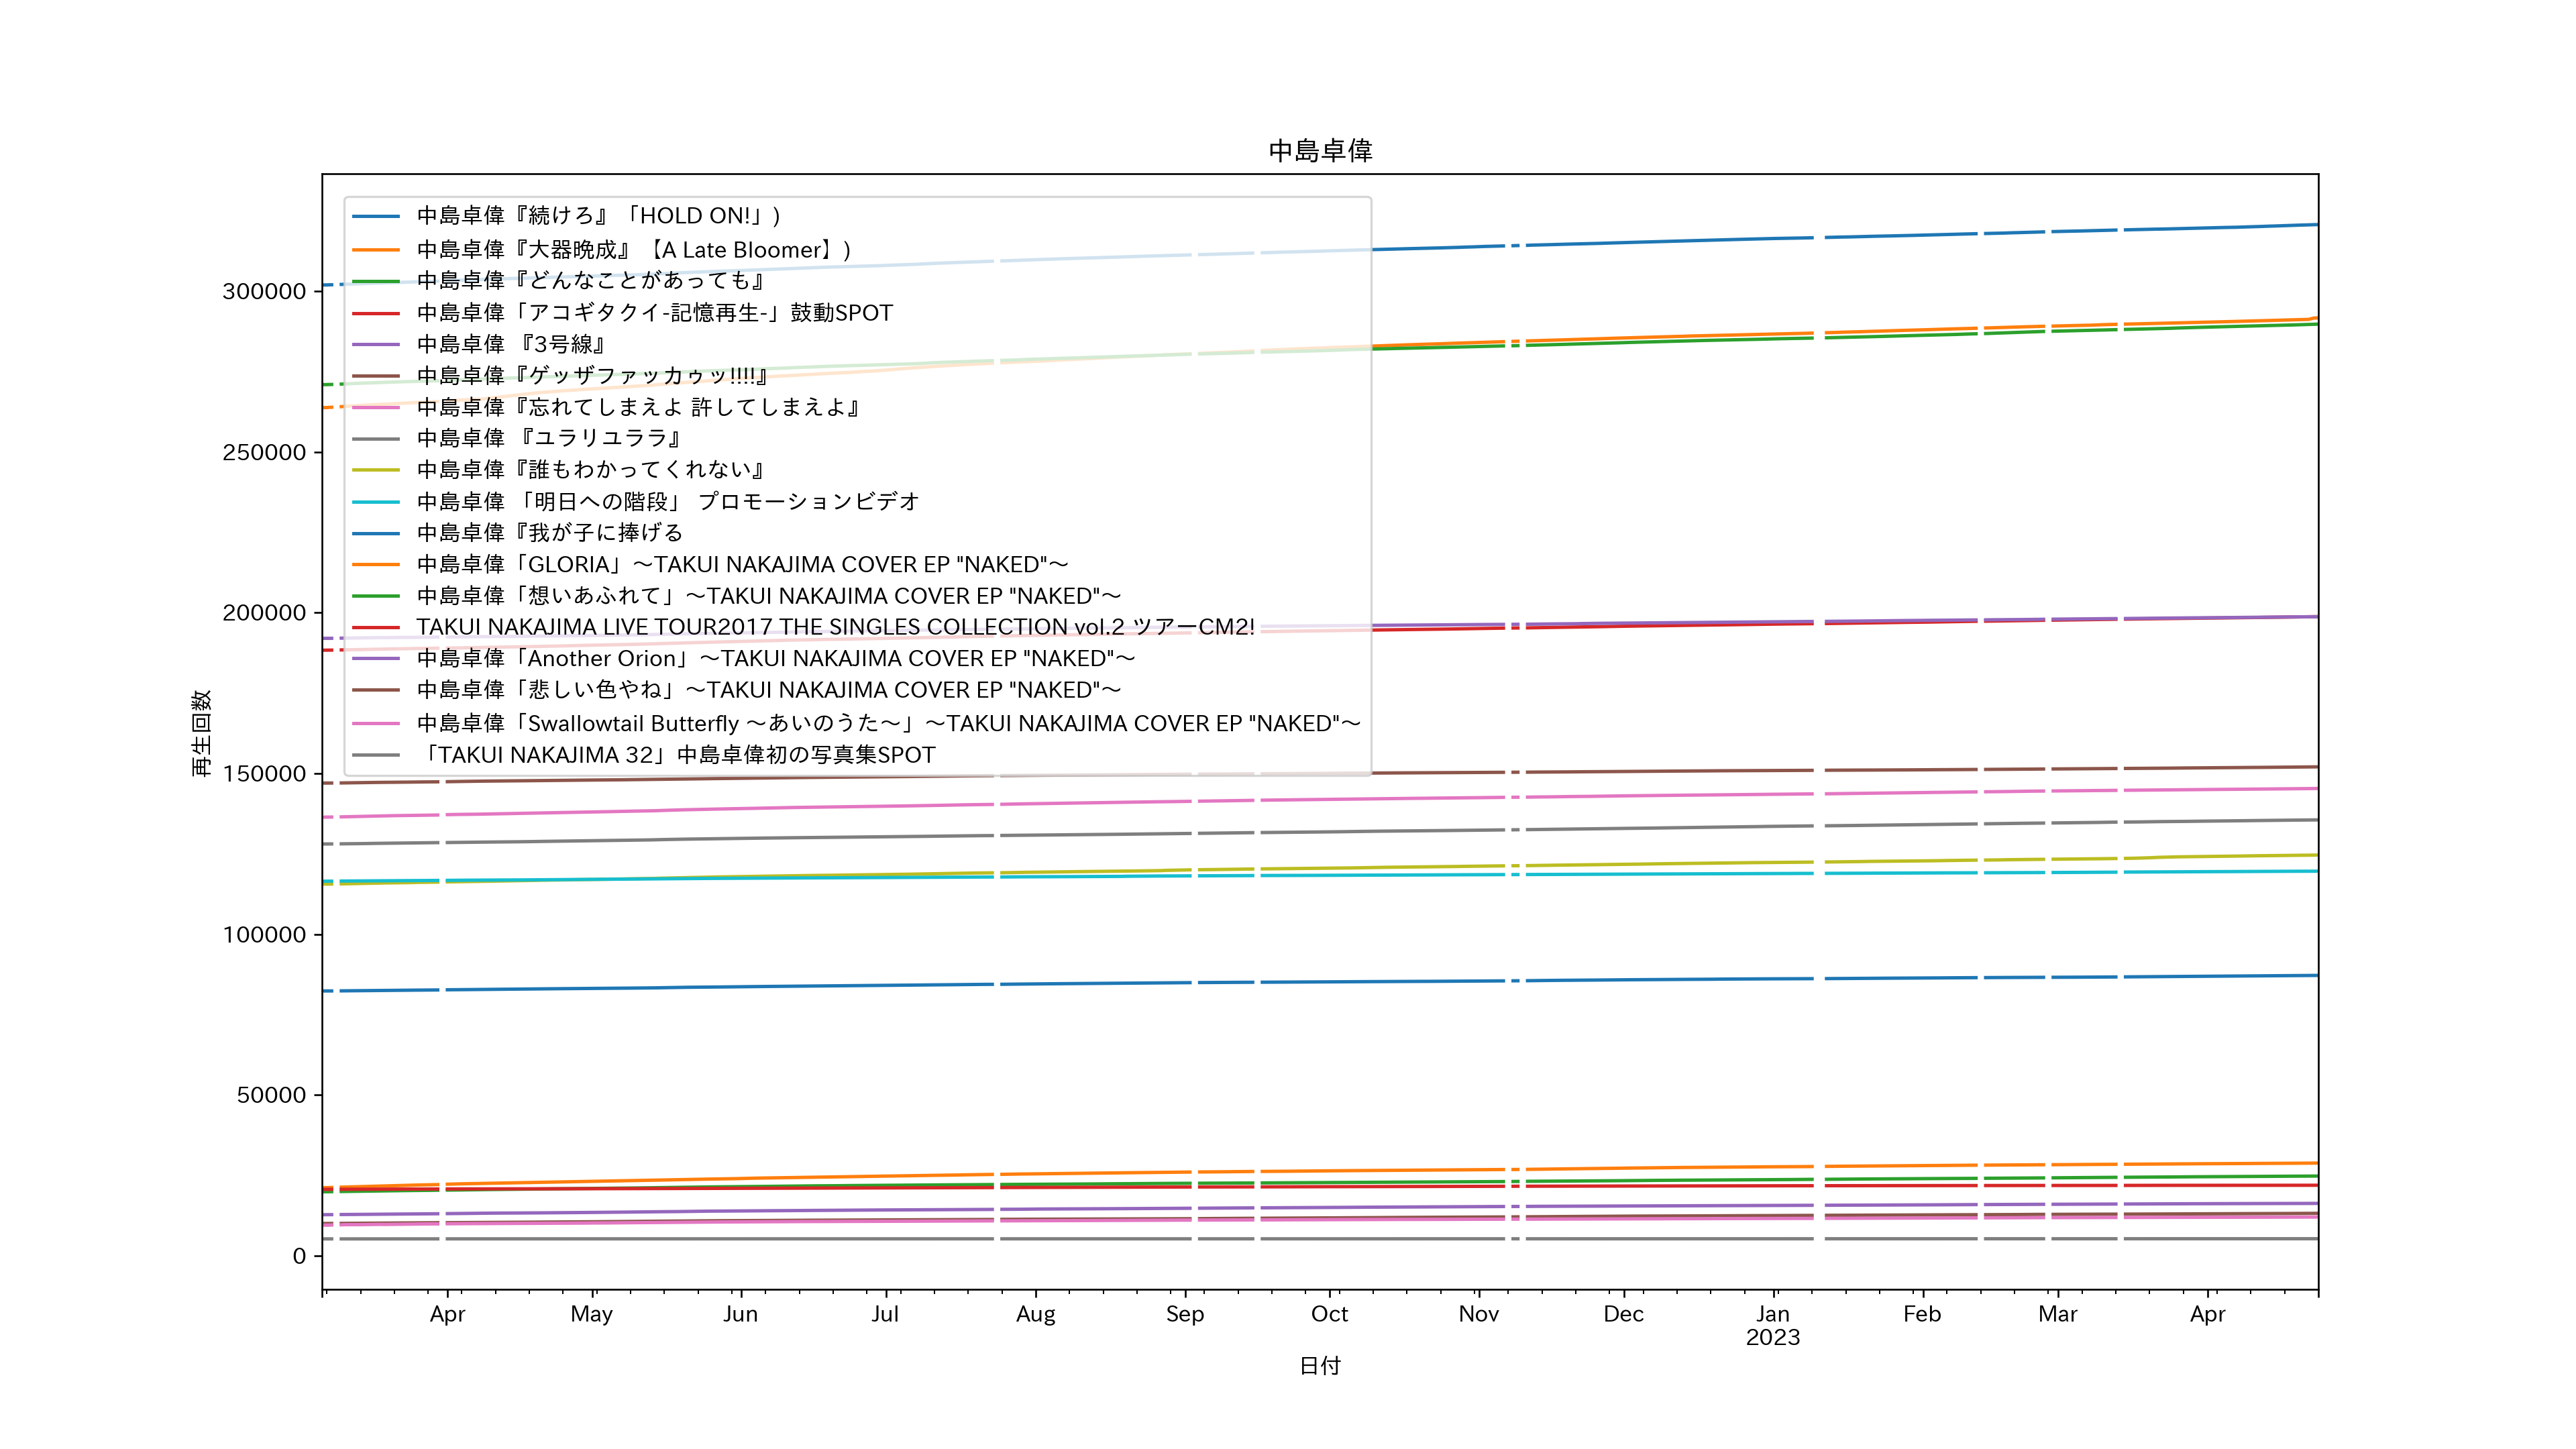 中島卓偉
中島卓偉『続けろ』「HOLD ON!」)
中島卓偉『大器晩成』【A Late Bloomer】)
中島卓偉『どんなことがあっても』
中島卓偉「アコギタクイ-記憶再生-」鼓動SPOT
中島卓偉 『3号線』
中島卓偉『ゲッザファッカゥッ!!!!』
中島卓偉『忘れてしまえよ 許してしまえよ』
中島卓偉 『ユラリユララ』
中島卓偉『誰もわかってくれない』
中島卓偉 「明日への階段」 プロモーションビデオ
中島卓偉『我が子に捧げる
中島卓偉「GLORIA」〜TAKUI NAKAJIMA COVER EP "NAKED"〜
中島卓偉「想いあふれて」〜TAKUI NAKAJIMA COVER EP "NAKED"〜
TAKUI NAKAJIMA LIVE TOUR2017 THE SINGLES COLLECTION vol.2 ツアーCM2!
中島卓偉「Another Orion」〜TAKUI NAKAJIMA COVER EP "NAKED"〜
中島卓偉「悲しい色やね」〜TAKUI NAKAJIMA COVER EP "NAKED"〜
中島卓偉「Swallowtail Butterfly 〜あいのうた〜」〜TAKUI NAKAJIMA COVER EP "NAKED"〜
「TAKUI NAKAJIMA 32」中島卓偉初の写真集SPOT
再生回数
300000
250000
200000
150000
100000
50000
0
Apr May Jun Jul Aug Sep Oct Nov Dec Jan Feb Mar Apr
2023
日付